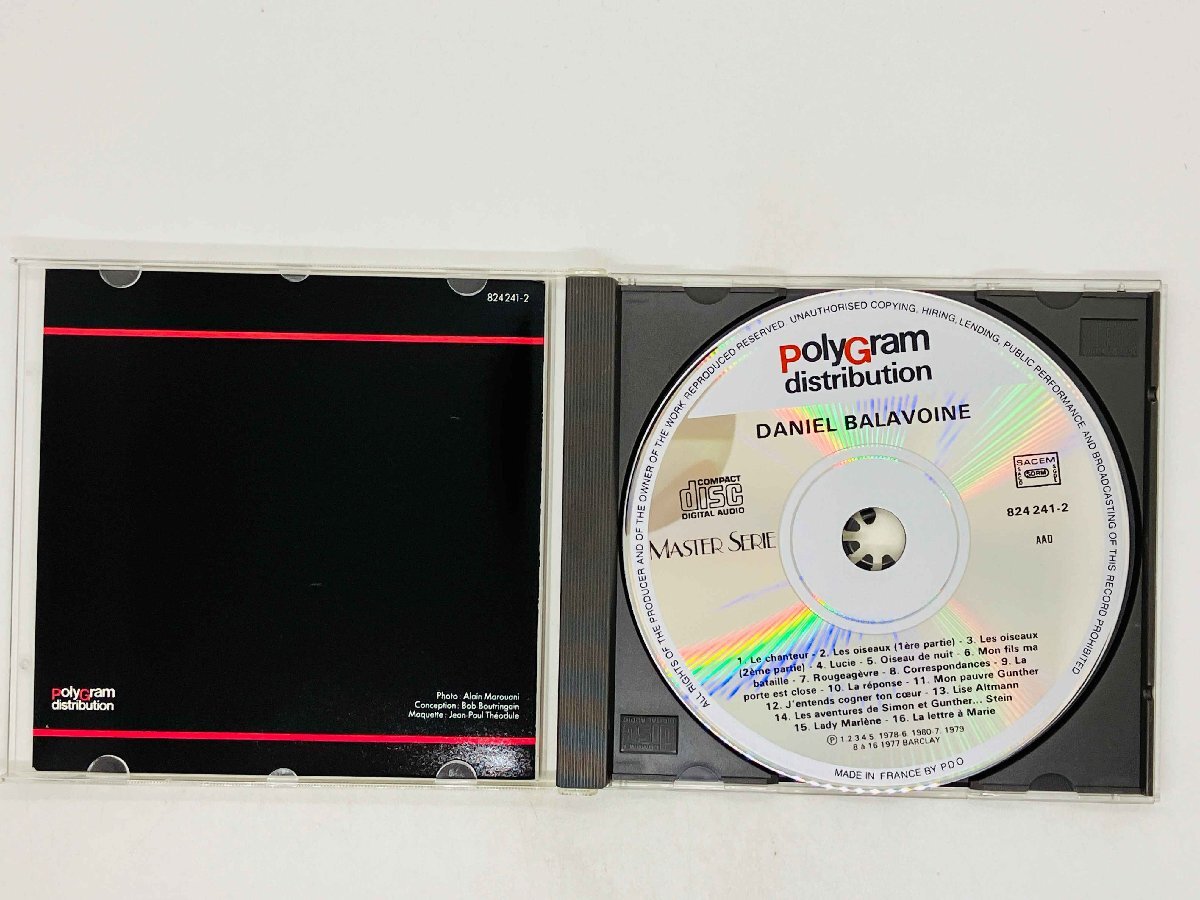 824 241-2
PolyGram
distribution
Photo : Alain Marouani
Conception : Bob Boutringain
Maquette : Jean-Paul Théodule
ALL RIGHTS OF THE PRODUCER AND OF THE OWNER OF THE WORK REPRODUCED RESERVED. UNAUTHORISED COPYING, HIRING, LENDING, PUBLIC PERFORMANCE AND BROADCASTING OF THIS RECORD PROHIBITED
PolyGram
distribution
DANIEL BALAVOINE
COMPACT
disc
DIGITAL AUDIO
MASTER SERIE
SACEM
SDRM
SACD
SGDL
824 241-2
AAD
1. Le chanteur - 2. Les oiseaux (1ère partie) - 3. Les oiseaux
(2ème partie) - 4. Lucie - 5. Oiseau de nuit - 6. Mon fils ma
bataille - 7. Rougeagèvre - 8. Correspondances - 9. La
porte est close - 10. La réponse - 11. Mon pauvre Gunther
12. J'entends cogner ton cœur - 13. Lise Altmann
14. Les aventures de Simon et Gunther... Stein
15. Lady Marlène - 16. La lettre à Marie
℗ 1.2.3.4.5. 1978-6. 1980-7. 1979
8 à 16 1977 BARCLAY
MADE IN FRANCE BY PDO